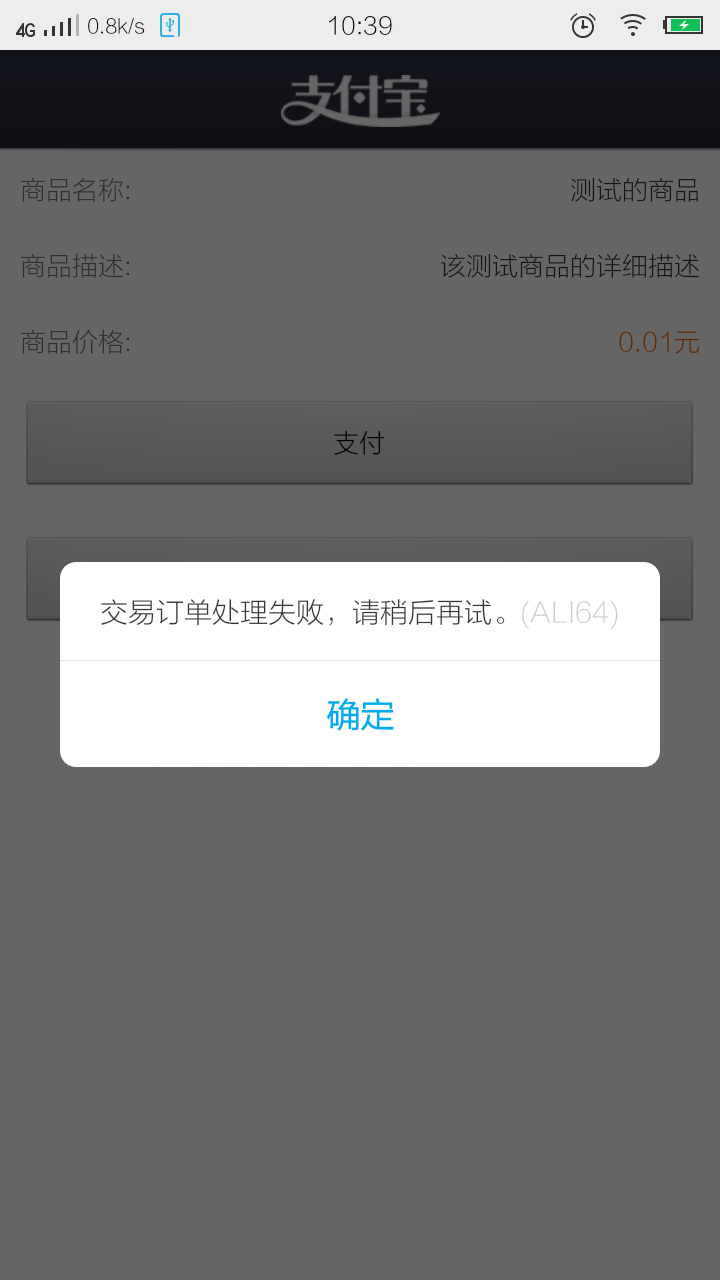 4G 0.8k/s 10:39
支付宝
商品名称: 测试的商品
商品描述: 该测试商品的详细描述
商品价格: 0.01元
支付
交易订单处理失败，请稍后再试。(ALI64)
确定